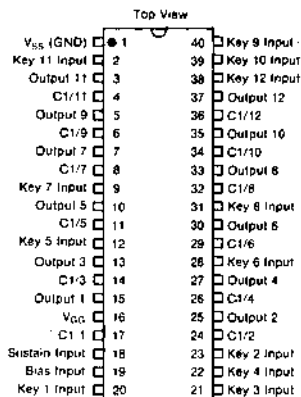 Top View
VSS (GND) 1 40 Key 9 Input
Key 11 Input 2 39 Key 10 Input
Output 11 3 38 Key 12 Input
C1/11 4 37 Output 12
Output 9 5 36 C1/12
C1/9 6 35 Output 10
Output 7 7 34 C1/10
C1/7 8 33 Output 8
Key 7 Input 9 32 C1/8
Output 5 10 31 Key 8 Input
C1/5 11 30 Output 6
Key 5 Input 12 29 C1/6
Output 3 13 28 Key 6 Input
C1/3 14 27 Output 4
Output 1 15 26 C1/4
VGG 16 25 Output 2
C1 1 17 24 C1/2
Sustain Input 18 23 Key 2 Input
Bias Input 19 22 Key 4 Input
Key 1 Input 20 21 Key 3 Input